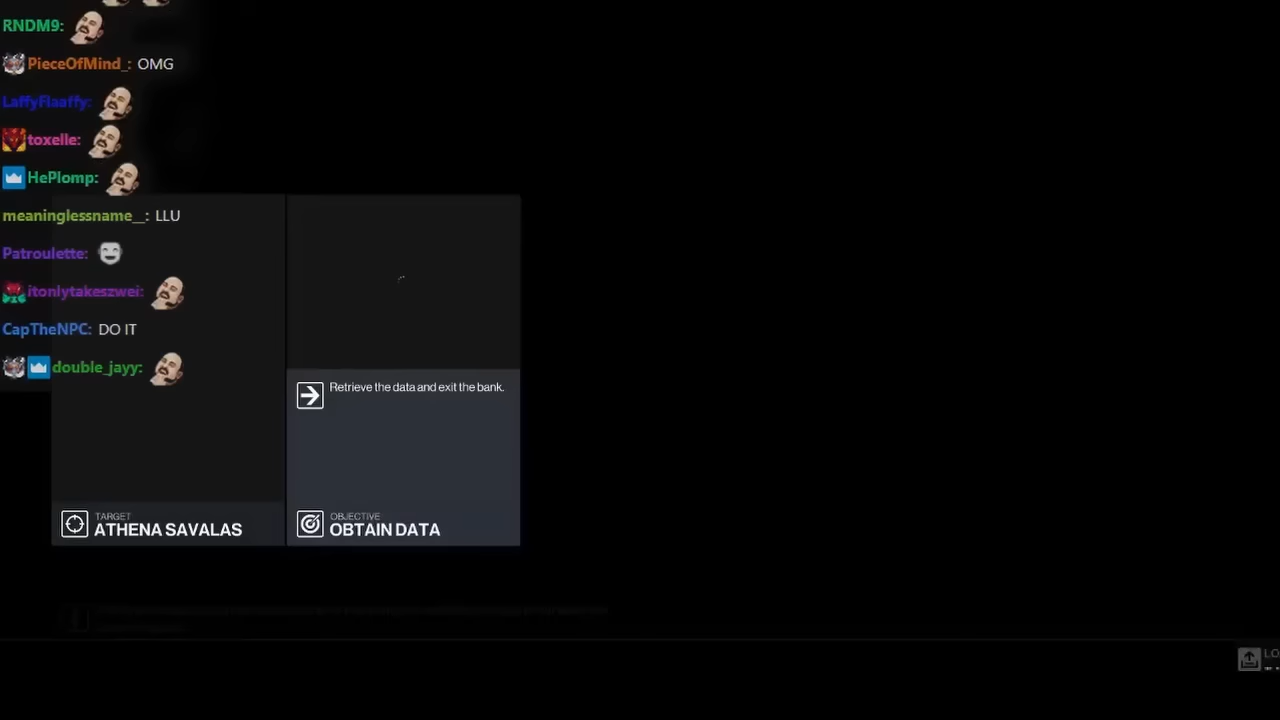 RNDM9:
PieceOfMind_: OMG
LaffyFlaaffy:
toxelle:
HePlomp:
meaninglessname__: LLU
Patroulette:
itonlytakeszwei:
CapTheNPC: DO IT
double_jayy:
Retrieve the data and exit the bank.
TARGET
ATHENA SAVALAS
OBJECTIVE
OBTAIN DATA
LO